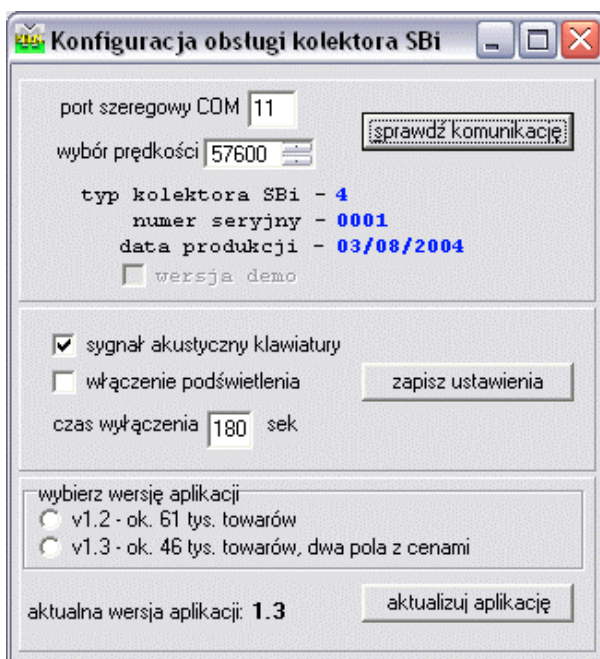 Konfiguracja obsługi kolektora SBi
port szeregowy COM 11
sprawdź komunikację
wybór prędkości 57600
typ kolektora SBi - 4
numer seryjny - 0001
data produkcji - 03/08/2004
wersja demo
sygnał akustyczny klawiatury
włączenie podświetlenia
zapisz ustawienia
czas wyłączenia 180 sek
wybierz wersję aplikacji
v1.2 - ok. 61 tys. towarów
v1.3 - ok. 46 tys. towarów, dwa pola z cenami
aktualna wersja aplikacji: 1.3
aktualizuj aplikację